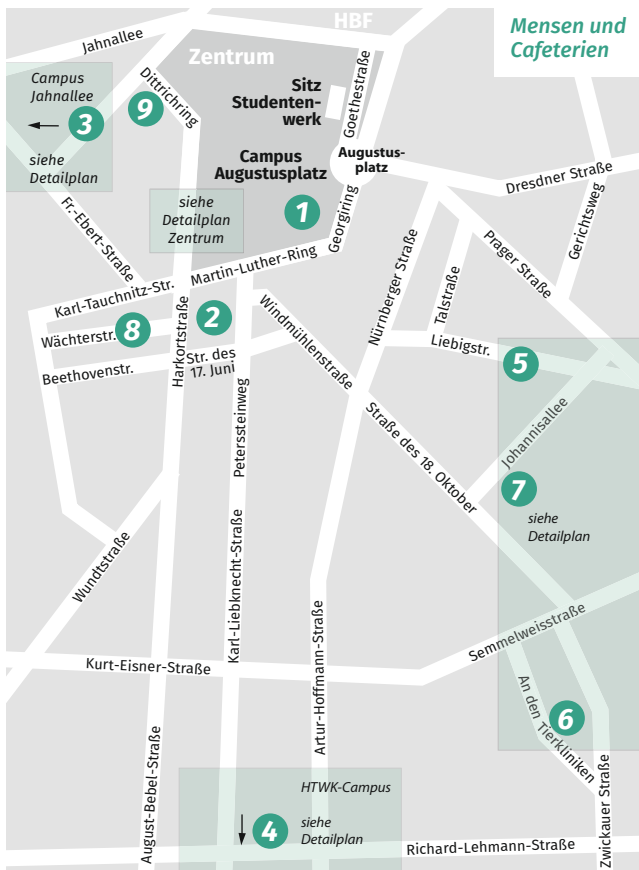 Mensen und
Cafeterien
HBF
Jahnallee
Zentrum
Campus
Jahnallee
3
siehe
Detailplan
Dittrichring
9
Sitz
Studenten-
werk
Goethestraße
Campus
Augustusplatz
Augustus-
platz
1
Georgiring
Dresdner Straße
Gerichtsweg
Prager Straße
siehe
Detailplan
Zentrum
Fr.-Ebert-Straße
Martin-Luther-Ring
Karl-Tauchnitz-Str.
Nürnberger Straße
Talstraße
Wächterstr.
8
2
Windmühlenstraße
Liebigstr.
5
Harkortstraße
Beethovenstr.
Str. des
17. Juni
Peterssteinweg
Straße des 18. Oktober
Johannisallee
7
siehe
Detailplan
Wundtstraße
Karl-Liebknecht-Straße
Artur-Hoffmann-Straße
Semmelweisstraße
Kurt-Eisner-Straße
An den Tierkliniken
6
August-Bebel-Straße
HTWK-Campus
4
siehe
Detailplan
Zwickauer Straße
Richard-Lehmann-Straße